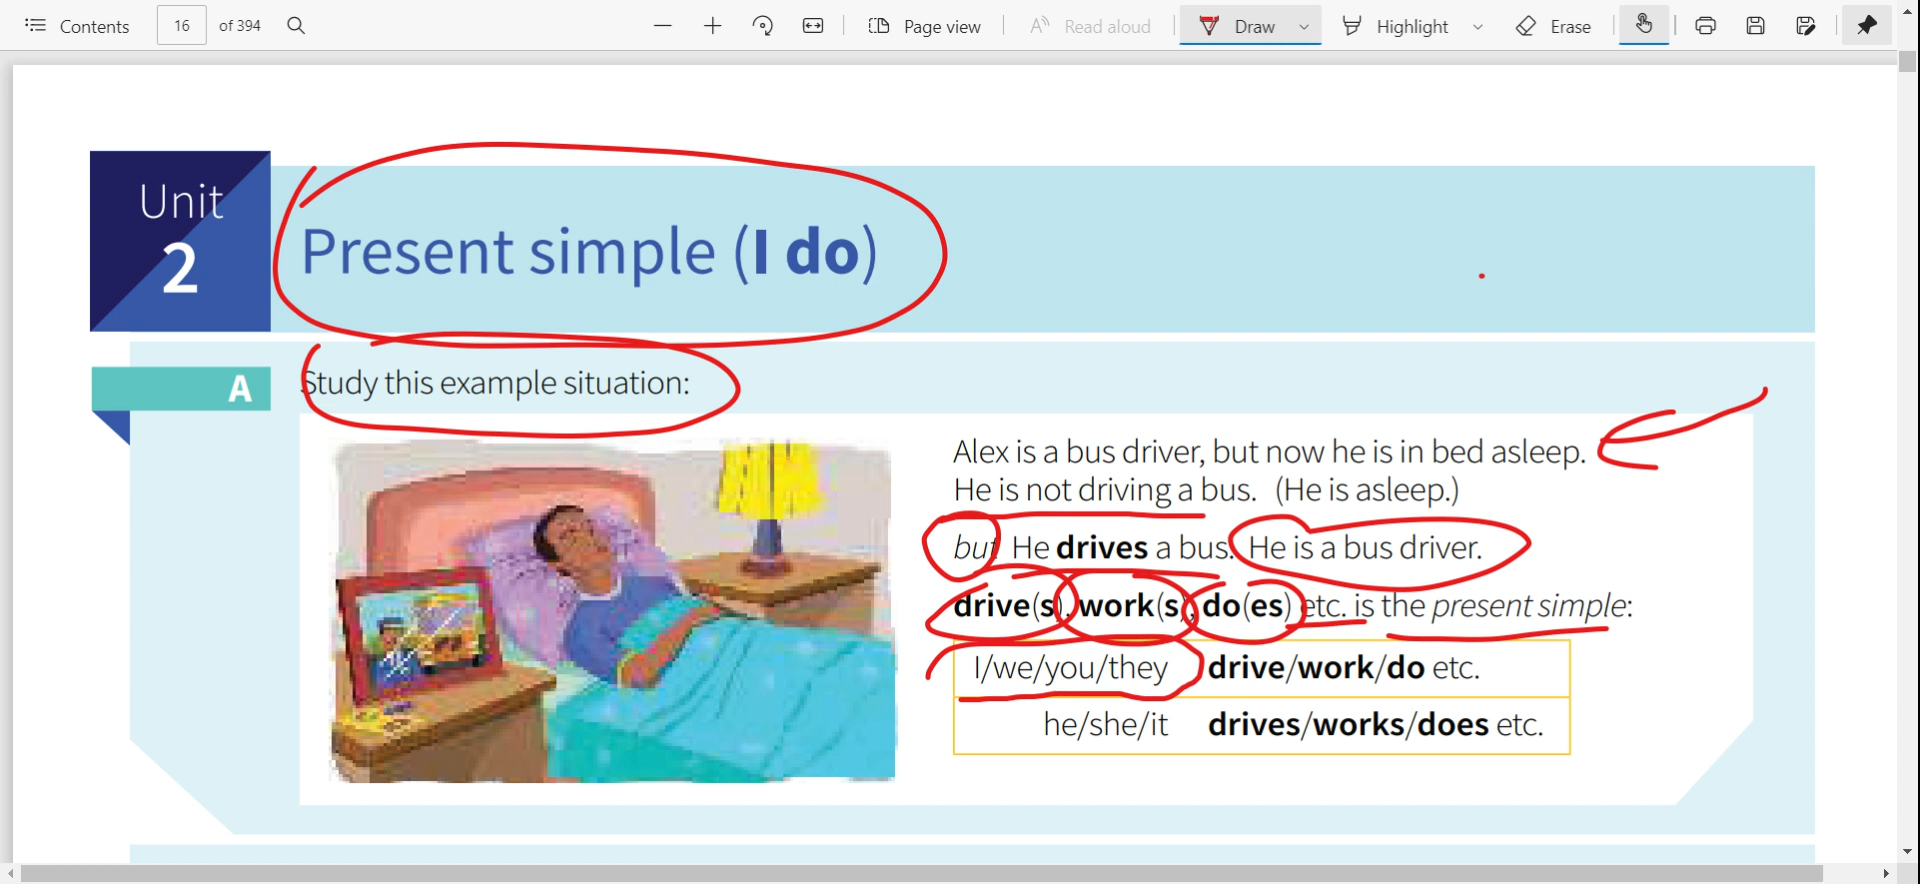 Contents 16 of 394 Page view Read aloud Draw Highlight Erase
Unit
2
Present simple (I do)
A
Study this example situation:
Alex is a bus driver, but now he is in bed asleep.
He is not driving a bus. (He is asleep.)
but He drives a bus. He is a bus driver.
drive(s), work(s), do(es) etc. is the present simple:
I/we/you/they drive/work/do etc.
he/she/it drives/works/does etc.